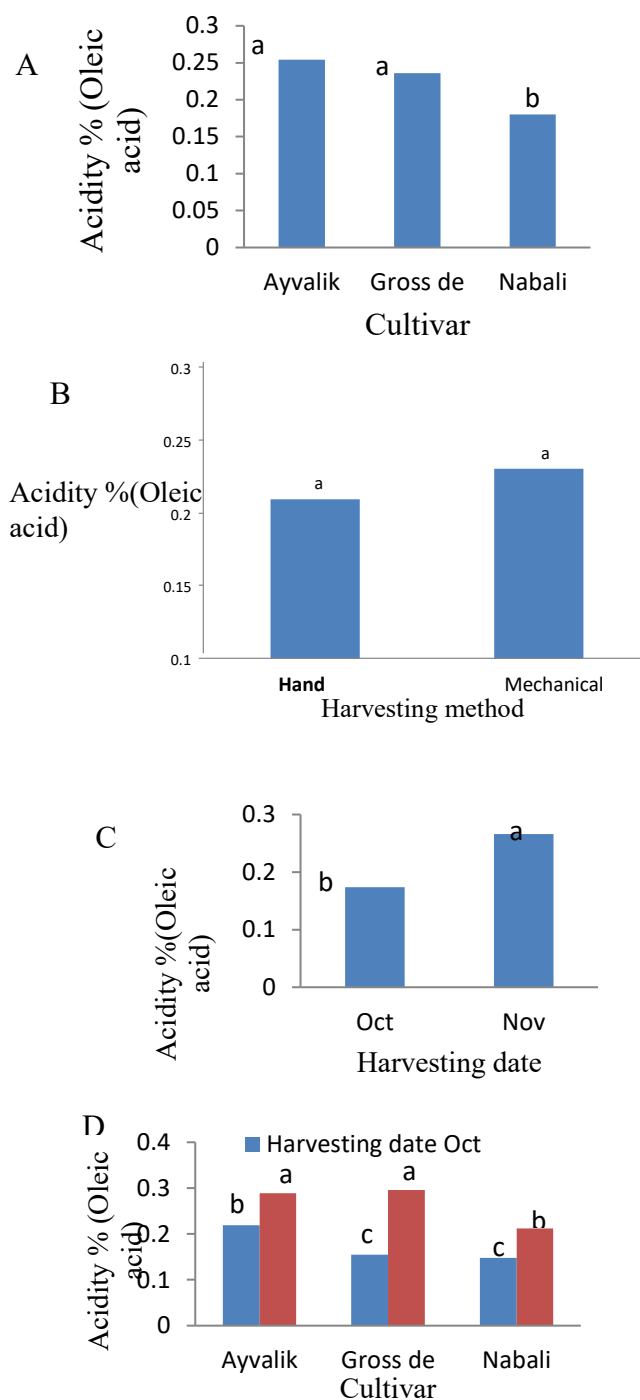 A
Acidity % (Oleic
acid)
0.3
0.25
0.2
0.15
0.1
0.05
0
a
a
b
Ayvalik
Gross de
Nabali
Cultivar
B
Acidity %(Oleic
acid)
0.3
0.25
0.2
0.15
0.1
a
a
Hand
Mechanical
Harvesting method
C
Acidity %(Oleic
acid)
0.3
0.2
0.1
0
b
a
Oct
Nov
Harvesting date
D
Acidity % (Oleic
acid)
0.4
0.3
0.2
0.1
0
Harvesting date Oct
b
a
c
a
c
b
Ayvalik
Gross de
Nabali
Cultivar